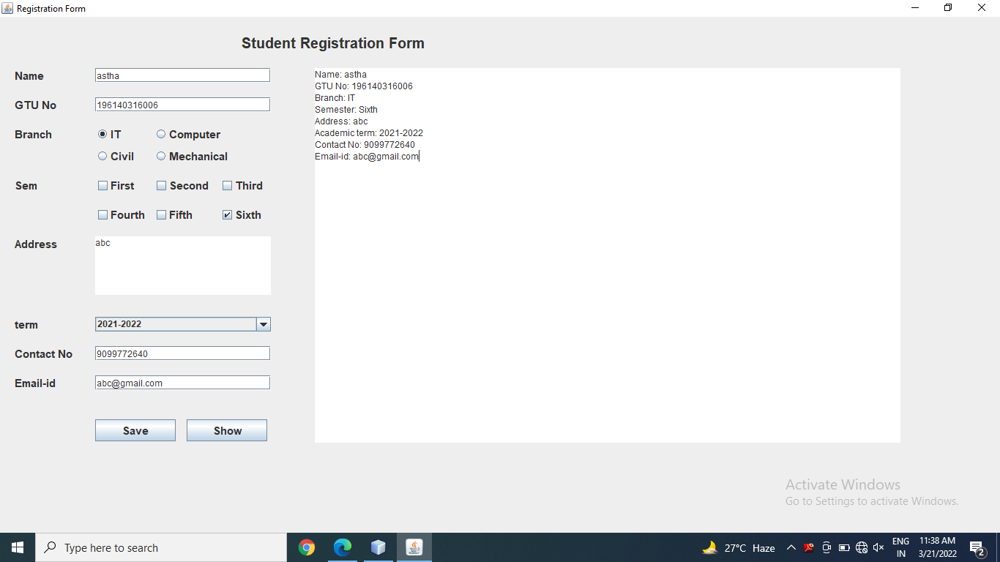 Registration Form
Student Registration Form
Name
astha
GTU No
196140316006
Branch
IT
Computer
Civil
Mechanical
Sem
First
Second
Third
Fourth
Fifth
Sixth
Address
abc
term
2021-2022
Contact No
9099772640
Email-id
abc@gmail.com
Save
Show
Name: astha
GTU No: 196140316006
Branch: IT
Semester: Sixth
Address: abc
Academic term: 2021-2022
Contact No: 9099772640
Email-id: abc@gmail.com
Activate Windows
Go to Settings to activate Windows.
Type here to search
27°C Haze
ENG
IN
11:38 AM
3/21/2022
2